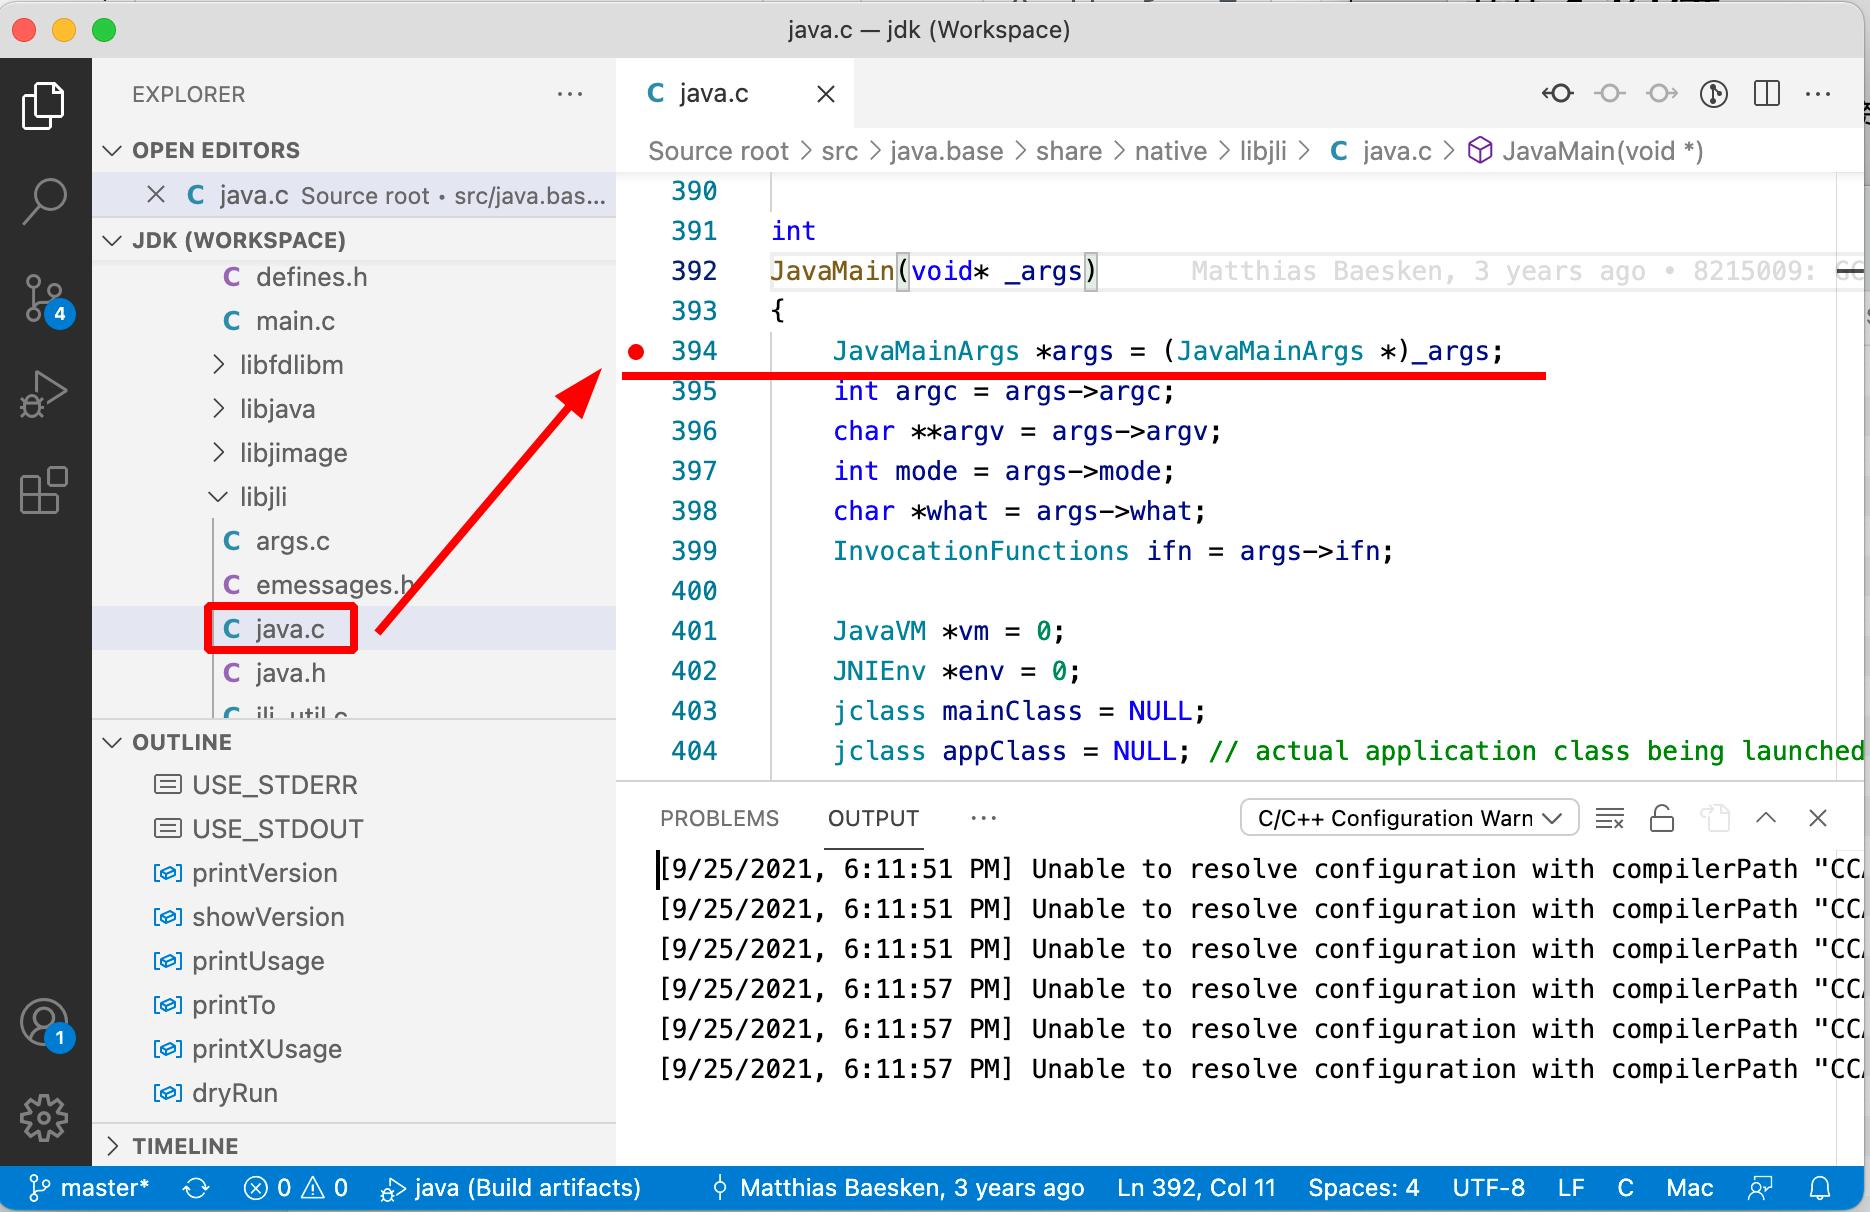 java.c — jdk (Workspace)
EXPLORER
OPEN EDITORS
java.c Source root • src/java.bas...
JDK (WORKSPACE)
C defines.h
C main.c
libfdlibm
libjava
libjimage
libjli
C args.c
C emessages.h
C java.c
C java.h
C jli_util.c
OUTLINE
USE_STDERR
USE_STDOUT
printVersion
showVersion
printUsage
printTo
printXUsage
dryRun
TIMELINE
4
1
C java.c
Source root > src > java.base > share > native > libjli > C java.c > JavaMain(void *)
390
391 int
392 JavaMain(void* _args) Matthias Baesken, 3 years ago • 8215009:
393 {
394 JavaMainArgs *args = (JavaMainArgs *)_args;
395 int argc = args->argc;
396 char **argv = args->argv;
397 int mode = args->mode;
398 char *what = args->what;
399 InvocationFunctions ifn = args->ifn;
400
401 JavaVM *vm = 0;
402 JNIEnv *env = 0;
403 jclass mainClass = NULL;
404 jclass appClass = NULL; // actual application class being launched
PROBLEMS OUTPUT ... C/C++ Configuration Warn
[9/25/2021, 6:11:51 PM] Unable to resolve configuration with compilerPath "CC
[9/25/2021, 6:11:51 PM] Unable to resolve configuration with compilerPath "CC
[9/25/2021, 6:11:51 PM] Unable to resolve configuration with compilerPath "CC
[9/25/2021, 6:11:57 PM] Unable to resolve configuration with compilerPath "CC
[9/25/2021, 6:11:57 PM] Unable to resolve configuration with compilerPath "CC
[9/25/2021, 6:11:57 PM] Unable to resolve configuration with compilerPath "CC
master* 0 0 java (Build artifacts) Matthias Baesken, 3 years ago Ln 392, Col 11 Spaces: 4 UTF-8 LF C Mac